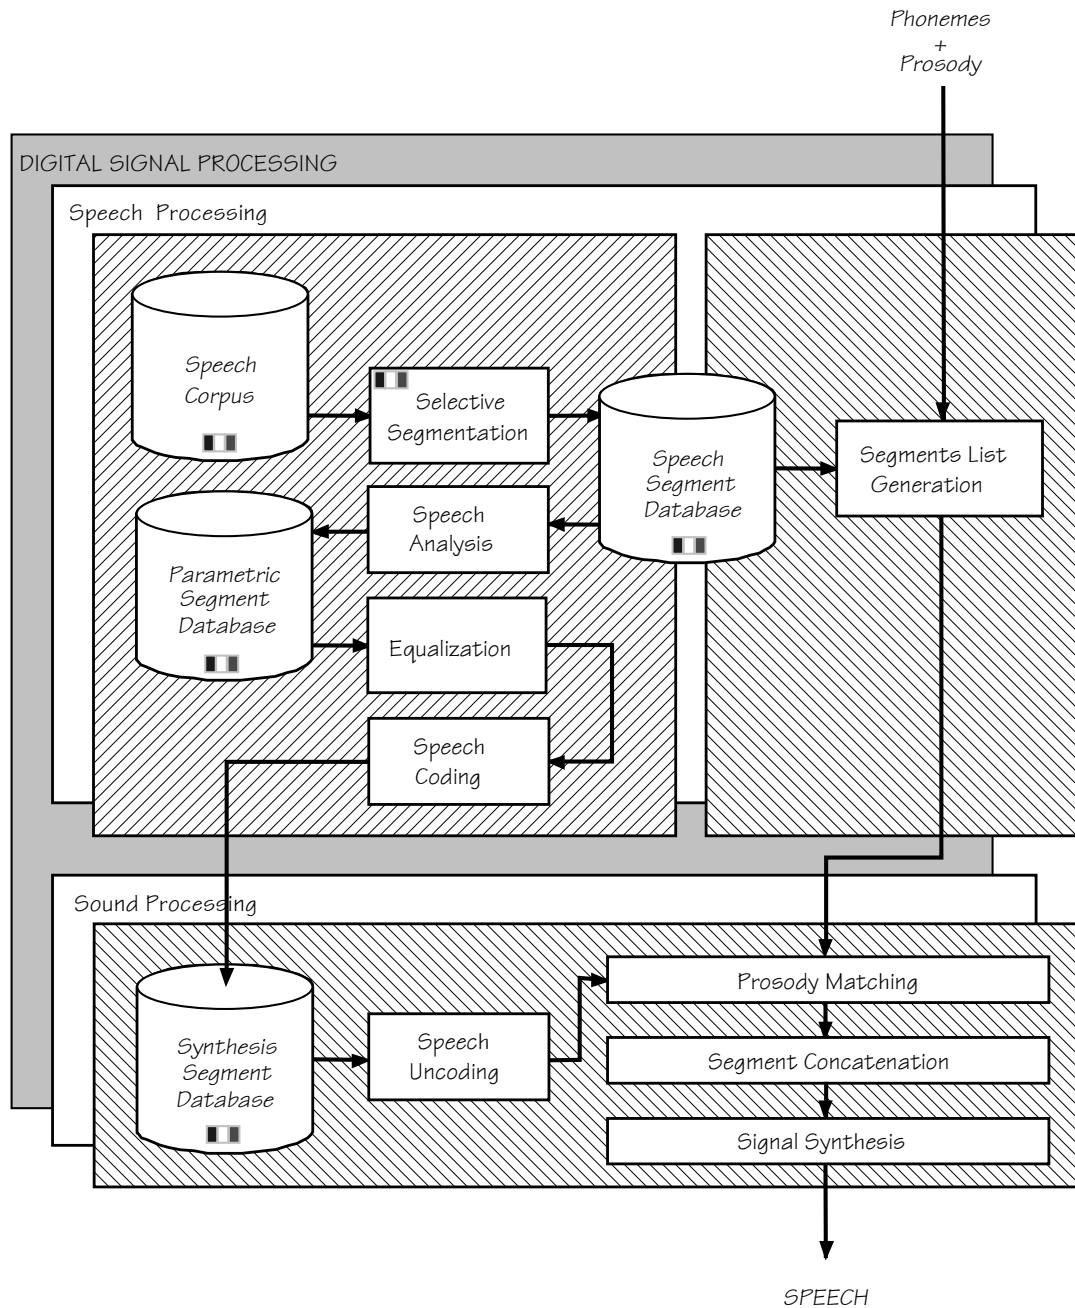 Phonemes
+
Prosody
DIGITAL SIGNAL PROCESSING
Speech Processing
Speech
Corpus
Selective
Segmentation
Speech
Segment
Database
Segments List
Generation
Speech
Analysis
Parametric
Segment
Database
Equalization
Speech
Coding
Sound Processing
Synthesis
Segment
Database
Speech
Uncoding
Prosody Matching
Segment Concatenation
Signal Synthesis
SPEECH